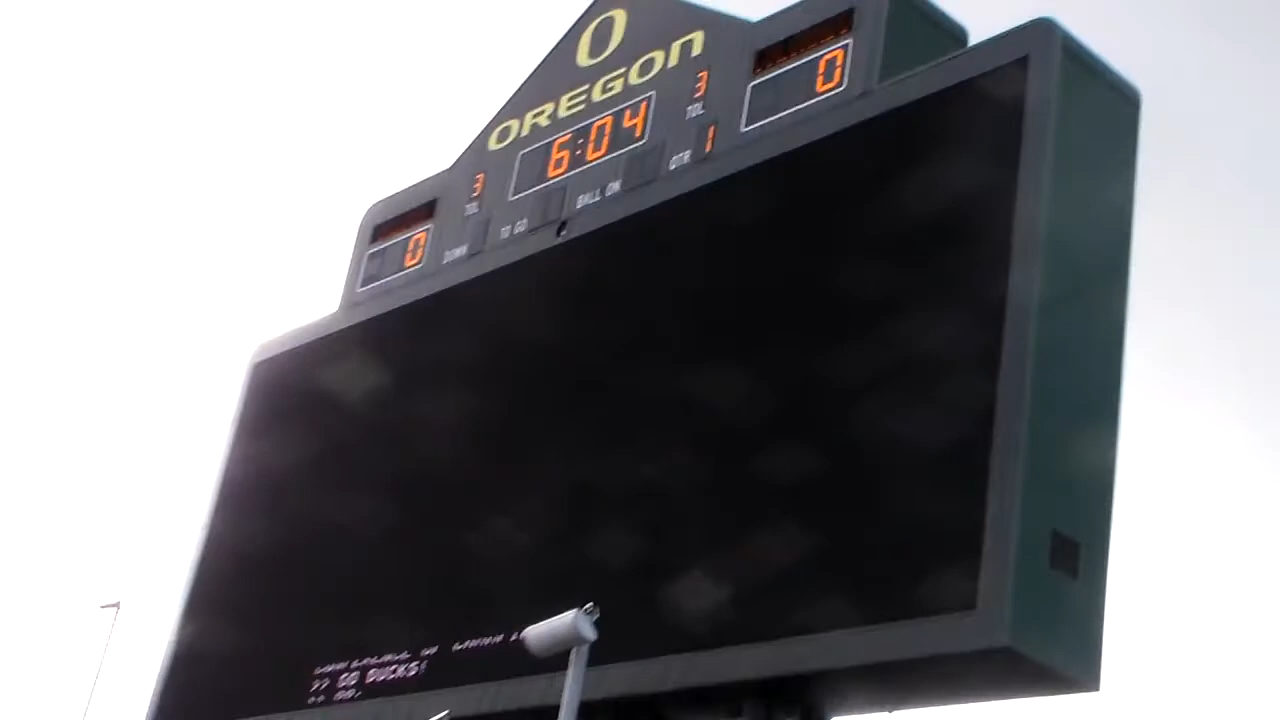 O
OREGON
0
3
TOL
6:04
3
TOL
0
DOWN
TO GO
BALL ON
QTR 1
>> GO DUCKS!